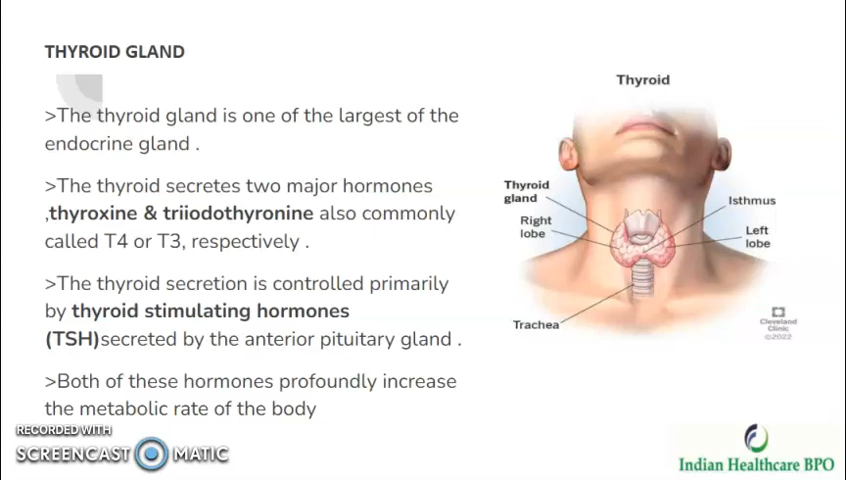 THYROID GLAND
>The thyroid gland is one of the largest of the
endocrine gland .
>The thyroid secretes two major hormones
,thyroxine & triiodothyronine also commonly
called T4 or T3, respectively .
>The thyroid secretion is controlled primarily
by thyroid stimulating hormones
(TSH)secreted by the anterior pituitary gland .
>Both of these hormones profoundly increase
the metabolic rate of the body
Thyroid
Thyroid
gland
Right
lobe
Isthmus
Left
lobe
Trachea
Cleveland
Clinic
©2022
RECORDED WITH
SCREENCAST MATIC
Indian Healthcare BPO